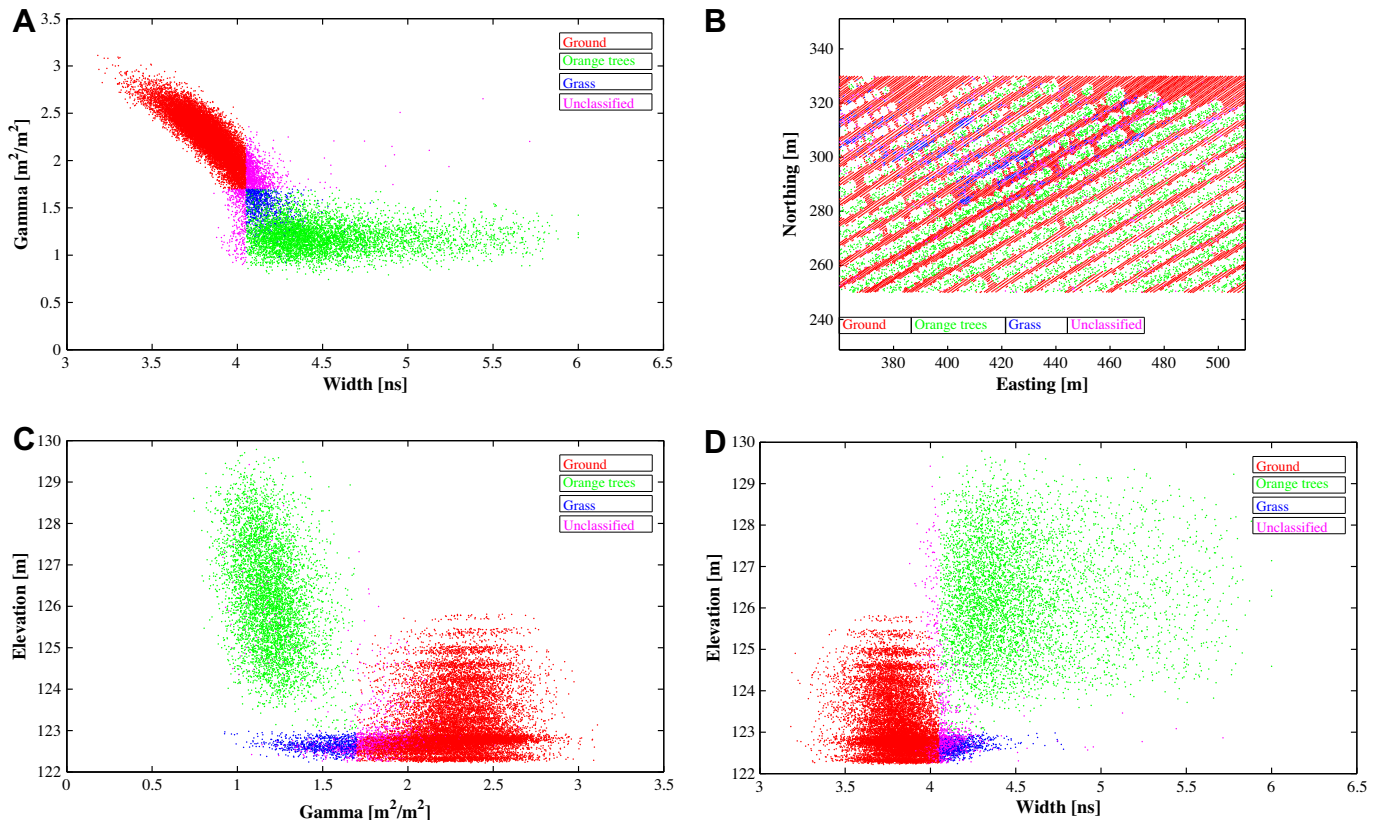 A
3.5
3
2.5
2
1.5
1
0.5
0
Gamma [m²/m²]
3 3.5 4 4.5 5 5.5 6 6.5
Width [ns]
Ground
Orange trees
Grass
Unclassified
B
340
320
300
280
260
240
Northing [m]
Ground Orange trees Grass Unclassified
380 400 420 440 460 480 500
Easting [m]
C
130
129
128
127
126
125
124
123
122
Elevation [m]
0 0.5 1 1.5 2 2.5 3 3.5
Gamma [m²/m²]
Ground
Orange trees
Grass
Unclassified
D
130
129
128
127
126
125
124
123
122
Elevation [m]
3 3.5 4 4.5 5 5.5 6 6.5
Width [ns]
Ground
Orange trees
Grass
Unclassified